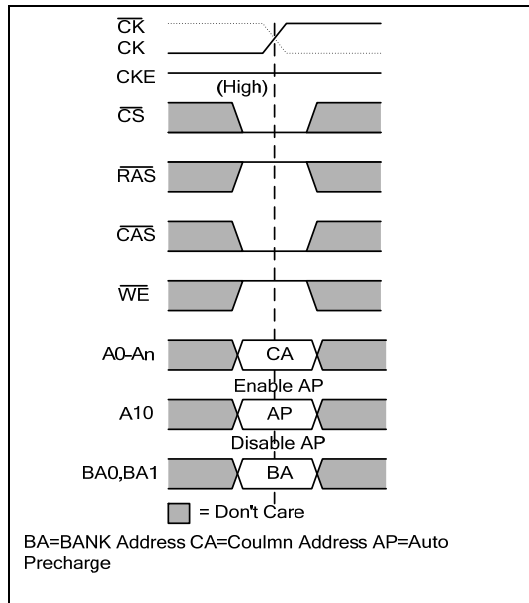 CK
CK
CKE
(High)
CS
RAS
CAS
WE
A0-An
CA
Enable AP
A10
AP
Disable AP
BA0,BA1
BA
= Don't Care
BA=BANK Address CA=Coulmn Address AP=Auto
Precharge